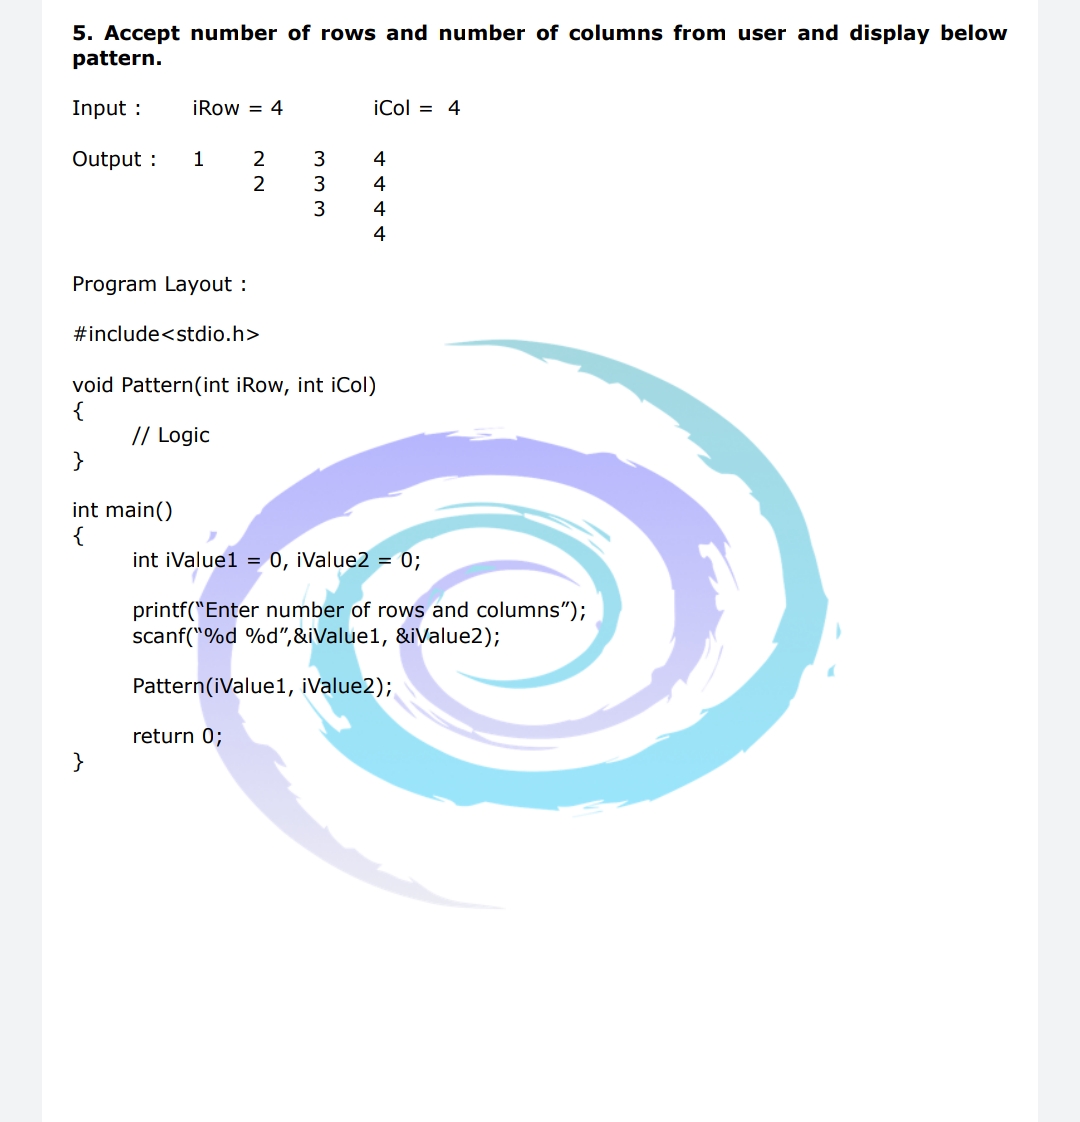 5. Accept number of rows and number of columns from user and display below
pattern.
Input : iRow = 4 iCol = 4
Output : 1 2 3 4
2 3 4
3 4
4
Program Layout :
#include<stdio.h>
void Pattern(int iRow, int iCol)
{
// Logic
}
int main()
{
int iValue1 = 0, iValue2 = 0;
printf(“Enter number of rows and columns”);
scanf(“%d %d”,&iValue1, &iValue2);
Pattern(iValue1, iValue2);
return 0;
}